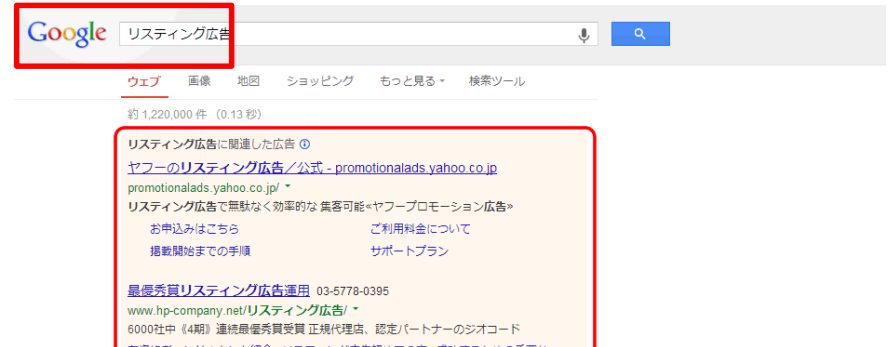 Google リスティング広告
ウェブ 画像 地図 ショッピング もっと見る 検索ツール
約 1,220,000 件 (0.13 秒)
リスティング広告に関連した広告
ヤフーのリスティング広告／公式 - promotionalads.yahoo.co.jp
promotionalads.yahoo.co.jp/
リスティング広告で無駄なく効率的な 集客可能«ヤフープロモーション広告»
お申込みはこちら ご利用料金について
掲載開始までの手順 サポートプラン
最優秀賞リスティング広告運用 03-5778-0395
www.hp-company.net/リスティング広告/
6000社中《4期》連続最優秀賞受賞 正規代理店、認定パートナーのジオコード